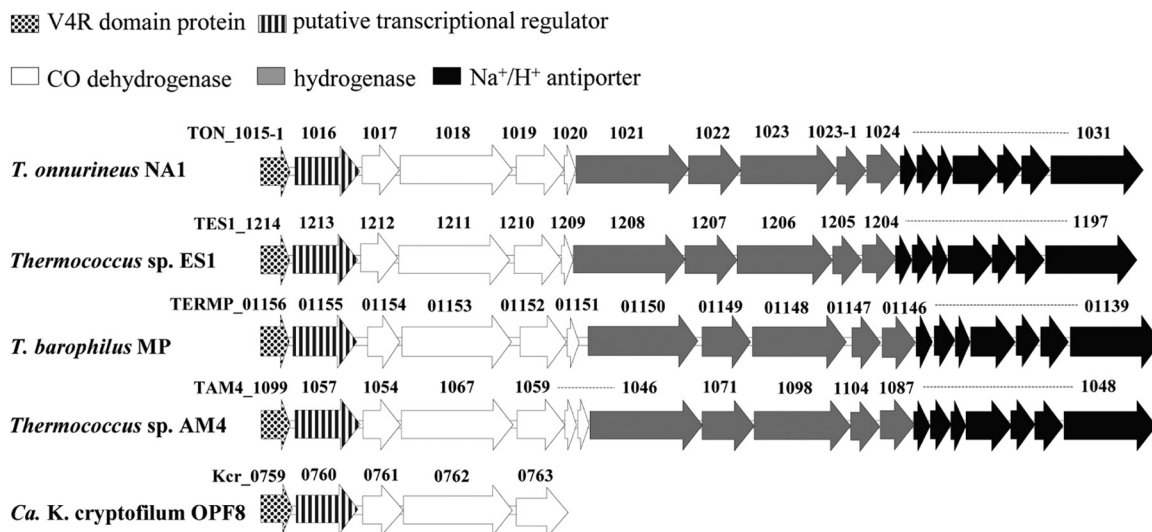 V4R domain protein putative transcriptional regulator
CO dehydrogenase hydrogenase Na⁺/H⁺ antiporter
TON_1015-1 1016 1017 1018 1019 1020 1021 1022 1023 1023-1 1024 1031
T. onnurineus NA1
TES1_1214 1213 1212 1211 1210 1209 1208 1207 1206 1205 1204 1197
Thermococcus sp. ES1
TERMP_01156 01155 01154 01153 01152 01151 01150 01149 01148 01147 01146 01139
T. barophilus MP
TAM4_1099 1057 1054 1067 1059 1046 1071 1098 1104 1087 1048
Thermococcus sp. AM4
Kcr_0759 0760 0761 0762 0763
Ca. K. cryptofilum OPF8